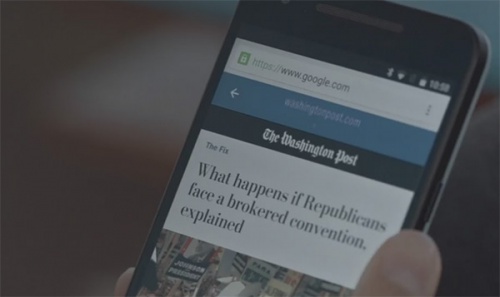 10:59
https://www.google.com
washingtonpost.com
The Washington Post
The Fix
What happens if Republicans
face a brokered convention,
explained